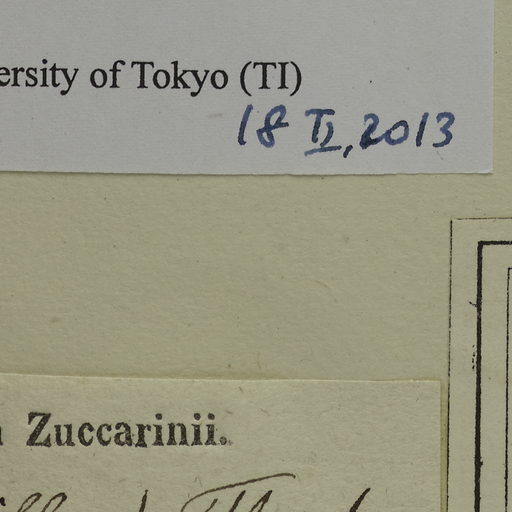 ersity of Tokyo (TI)
18 II, 2013
Zuccarinii.